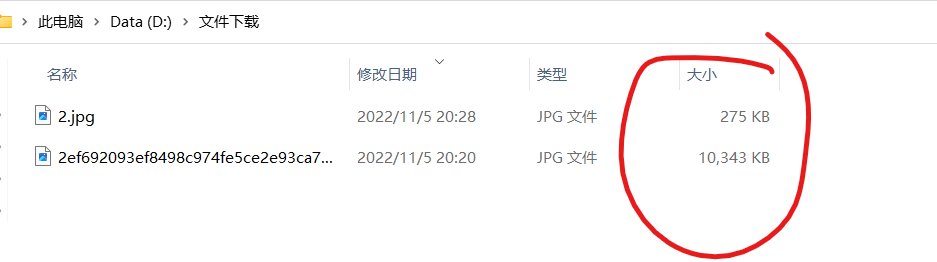 此电脑 > Data (D:) > 文件下载
名称 修改日期 类型 大小
2.jpg 2022/11/5 20:28 JPG 文件 275 KB
2ef692093ef8498c974fe5ce2e93ca7... 2022/11/5 20:20 JPG 文件 10,343 KB